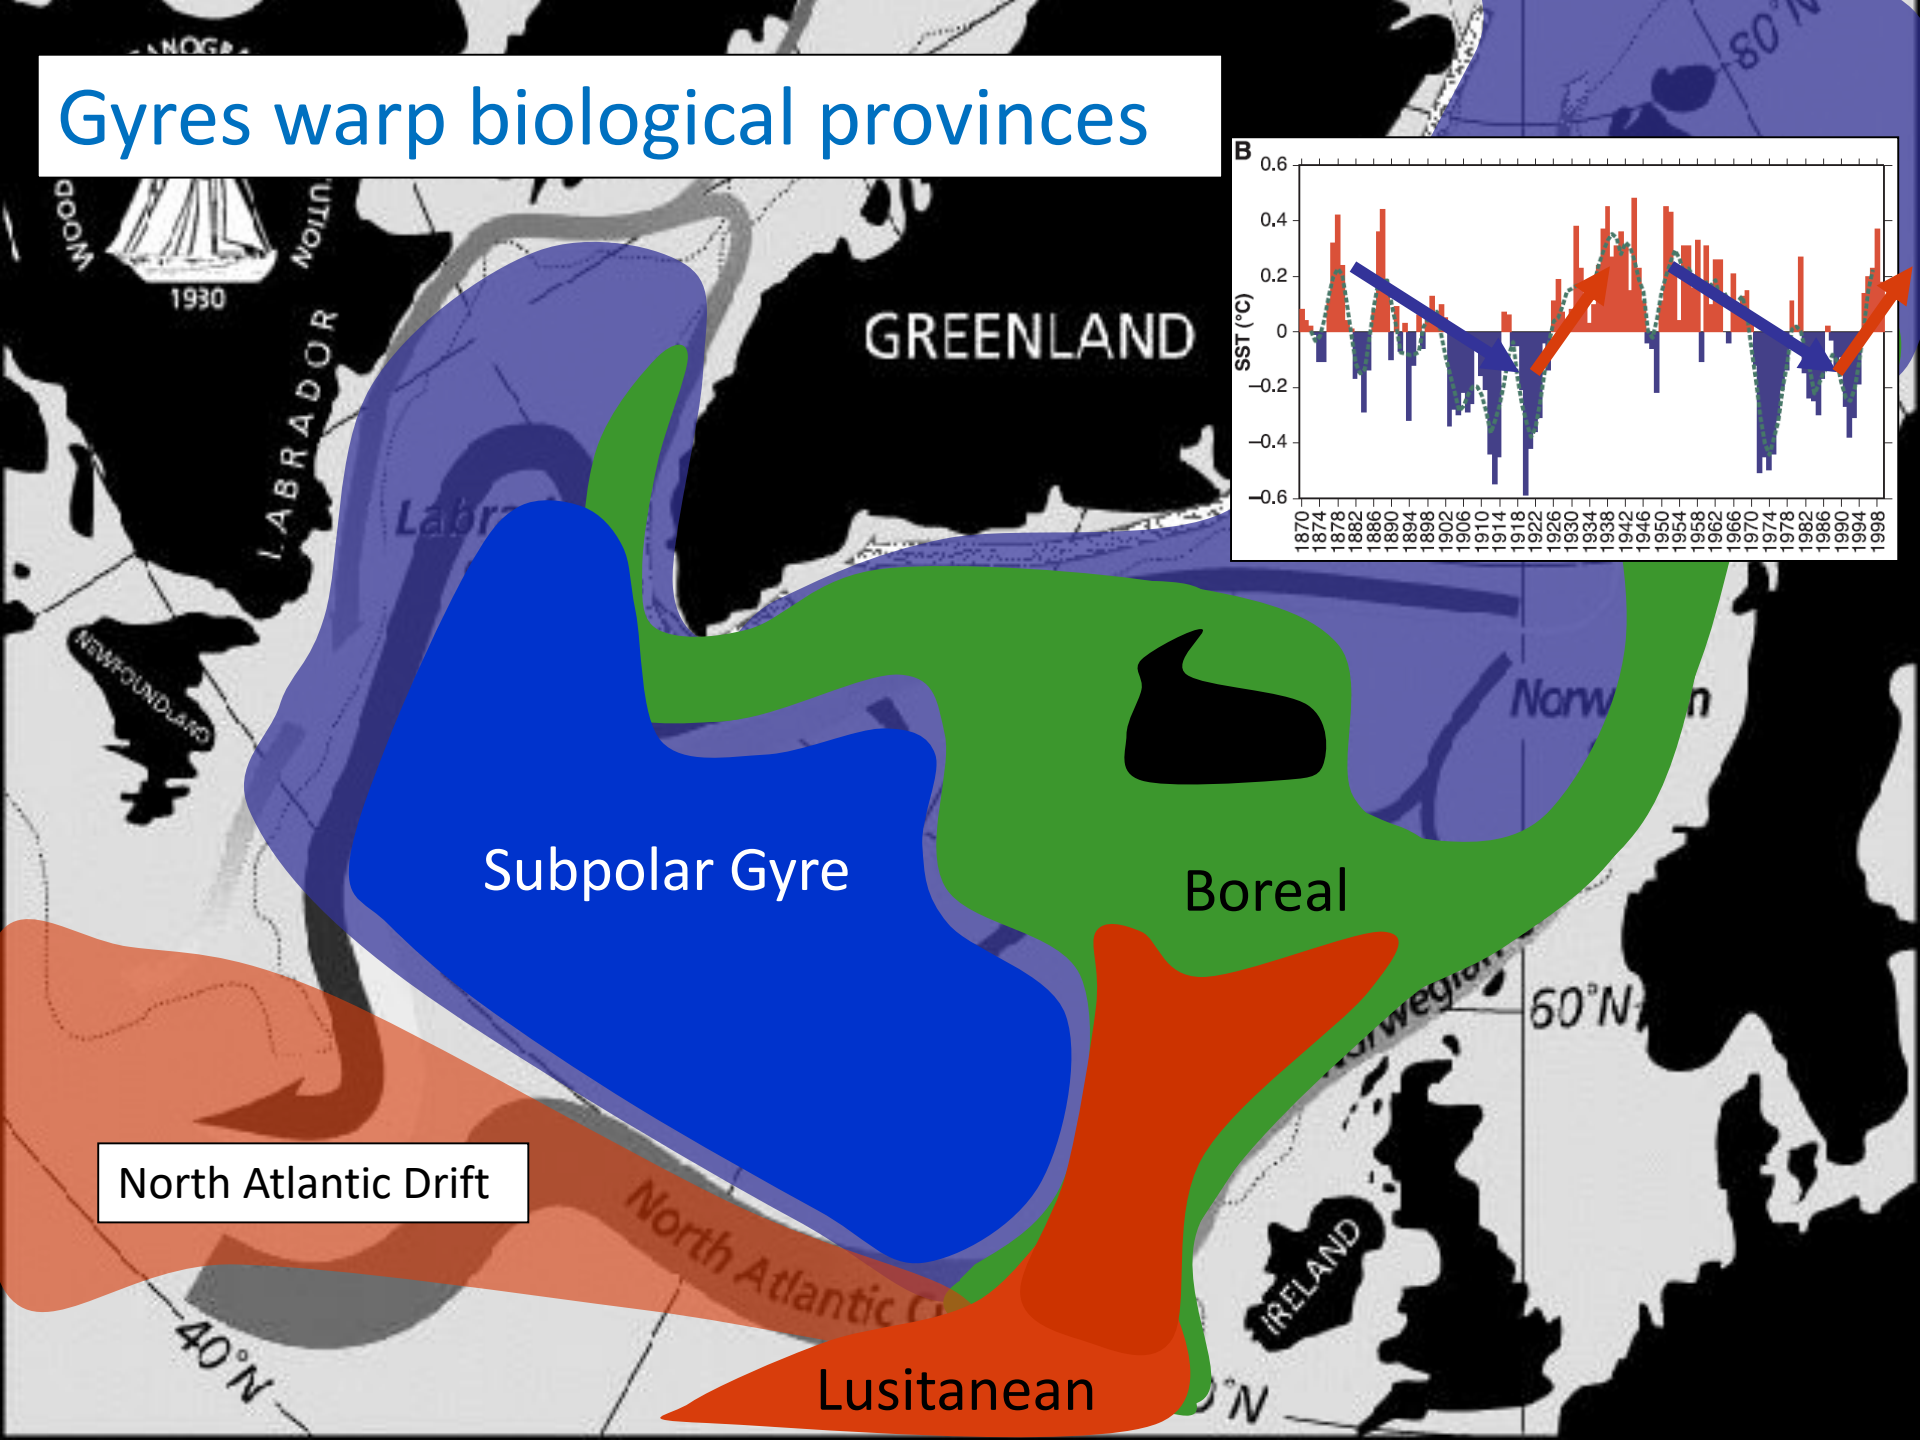 Gyres warp biological provinces
WOOD
1930
LABRADOR
NEWFOUNDLAND
GREENLAND
80°N
B
SST (°C)
0.6
0.4
0.2
0
–0.2
–0.4
–0.6
1870 1874 1878 1882 1886 1890 1894 1898 1902 1906 1910 1914 1918 1922 1926 1930 1934 1938 1942 1946 1950 1954 1958 1962 1966 1970 1974 1978 1982 1986 1990 1994 1998
Subpolar Gyre
Boreal
60°N
North Atlantic Drift
North Atlantic
IRELAND
40°N
Lusitanean